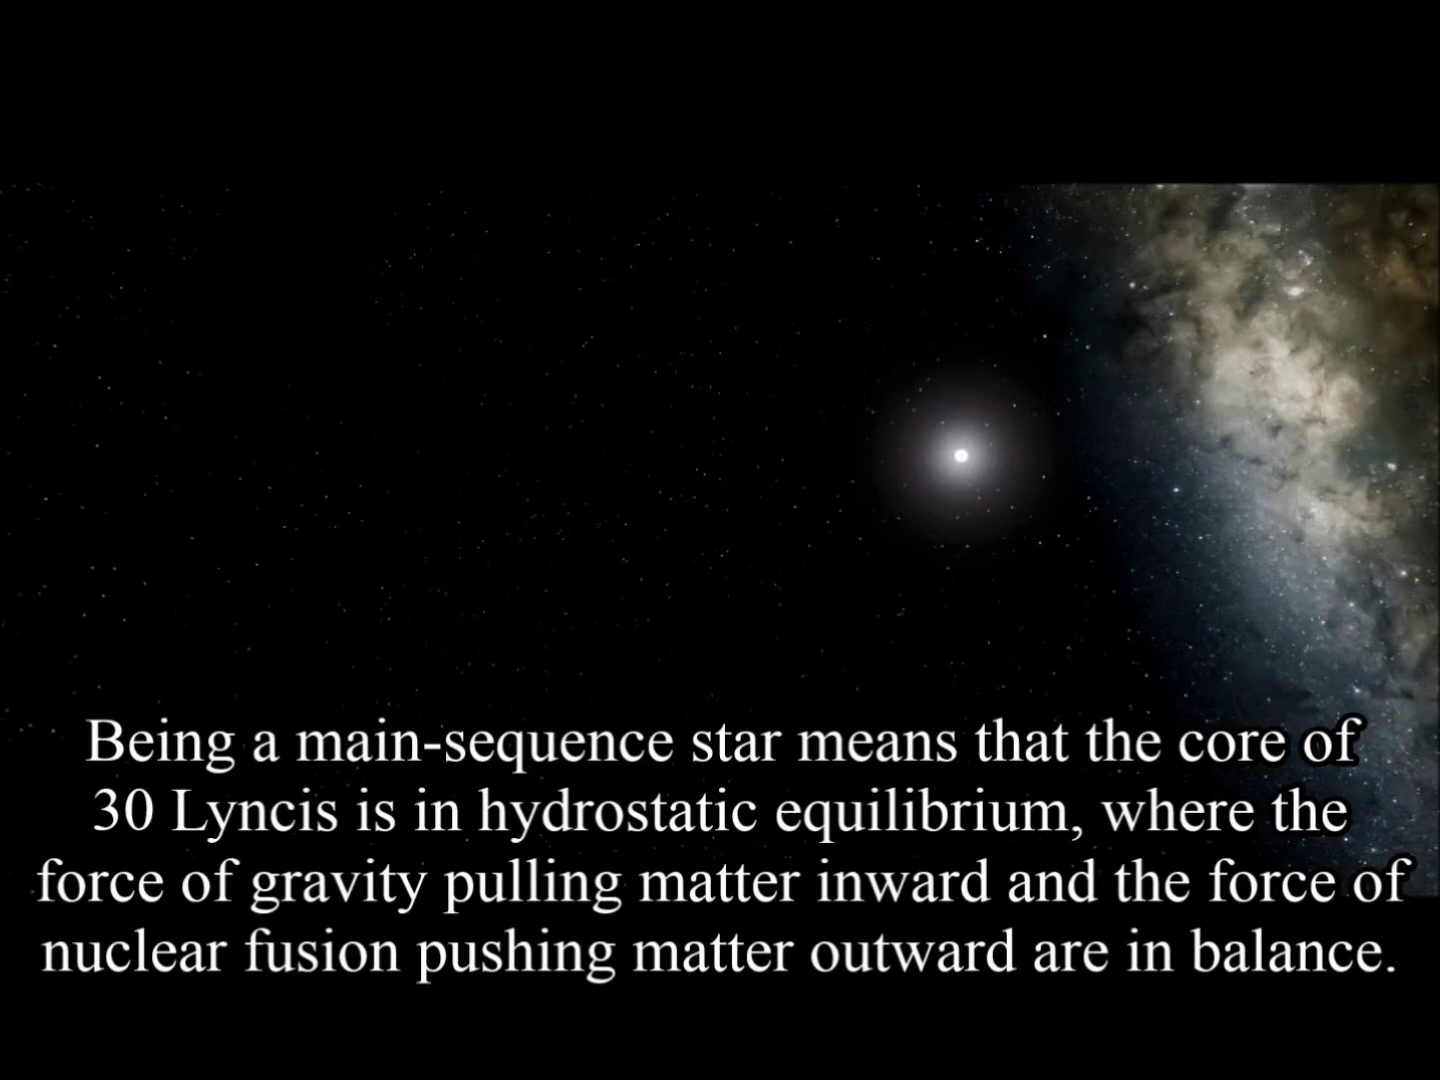 Being a main-sequence star means that the core of
30 Lyncis is in hydrostatic equilibrium, where the
force of gravity pulling matter inward and the force of
nuclear fusion pushing matter outward are in balance.